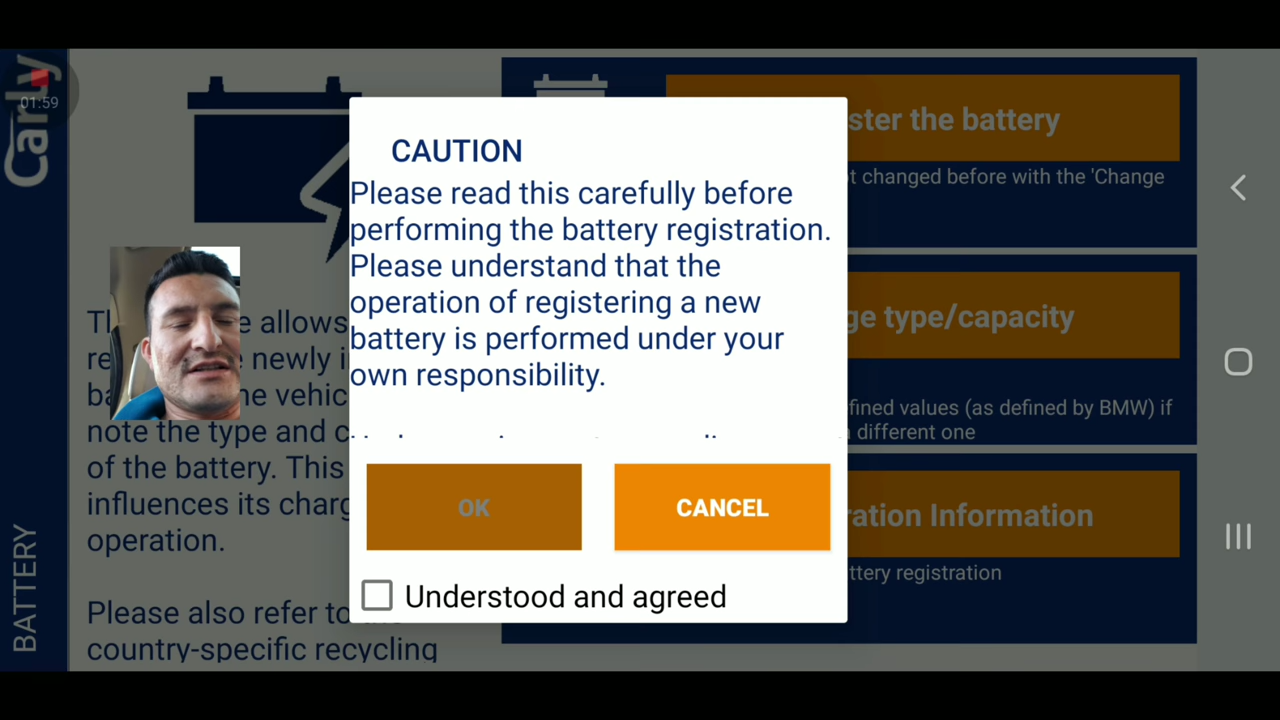 Carly
01:59
BATTERY
CAUTION
Please read this carefully before
performing the battery registration.
Please understand that the
operation of registering a new
battery is performed under your
own responsibility.
OK
CANCEL
Understood and agreed
ster the battery
t changed before with the 'Change
ge type/capacity
fined values (as defined by BMW) if
different one
ration Information
ttery registration
e allows
re newly i
ba he vehic
note the type and c
of the battery. This
influences its charg
operation.
Please also refer to
country-specific recycling